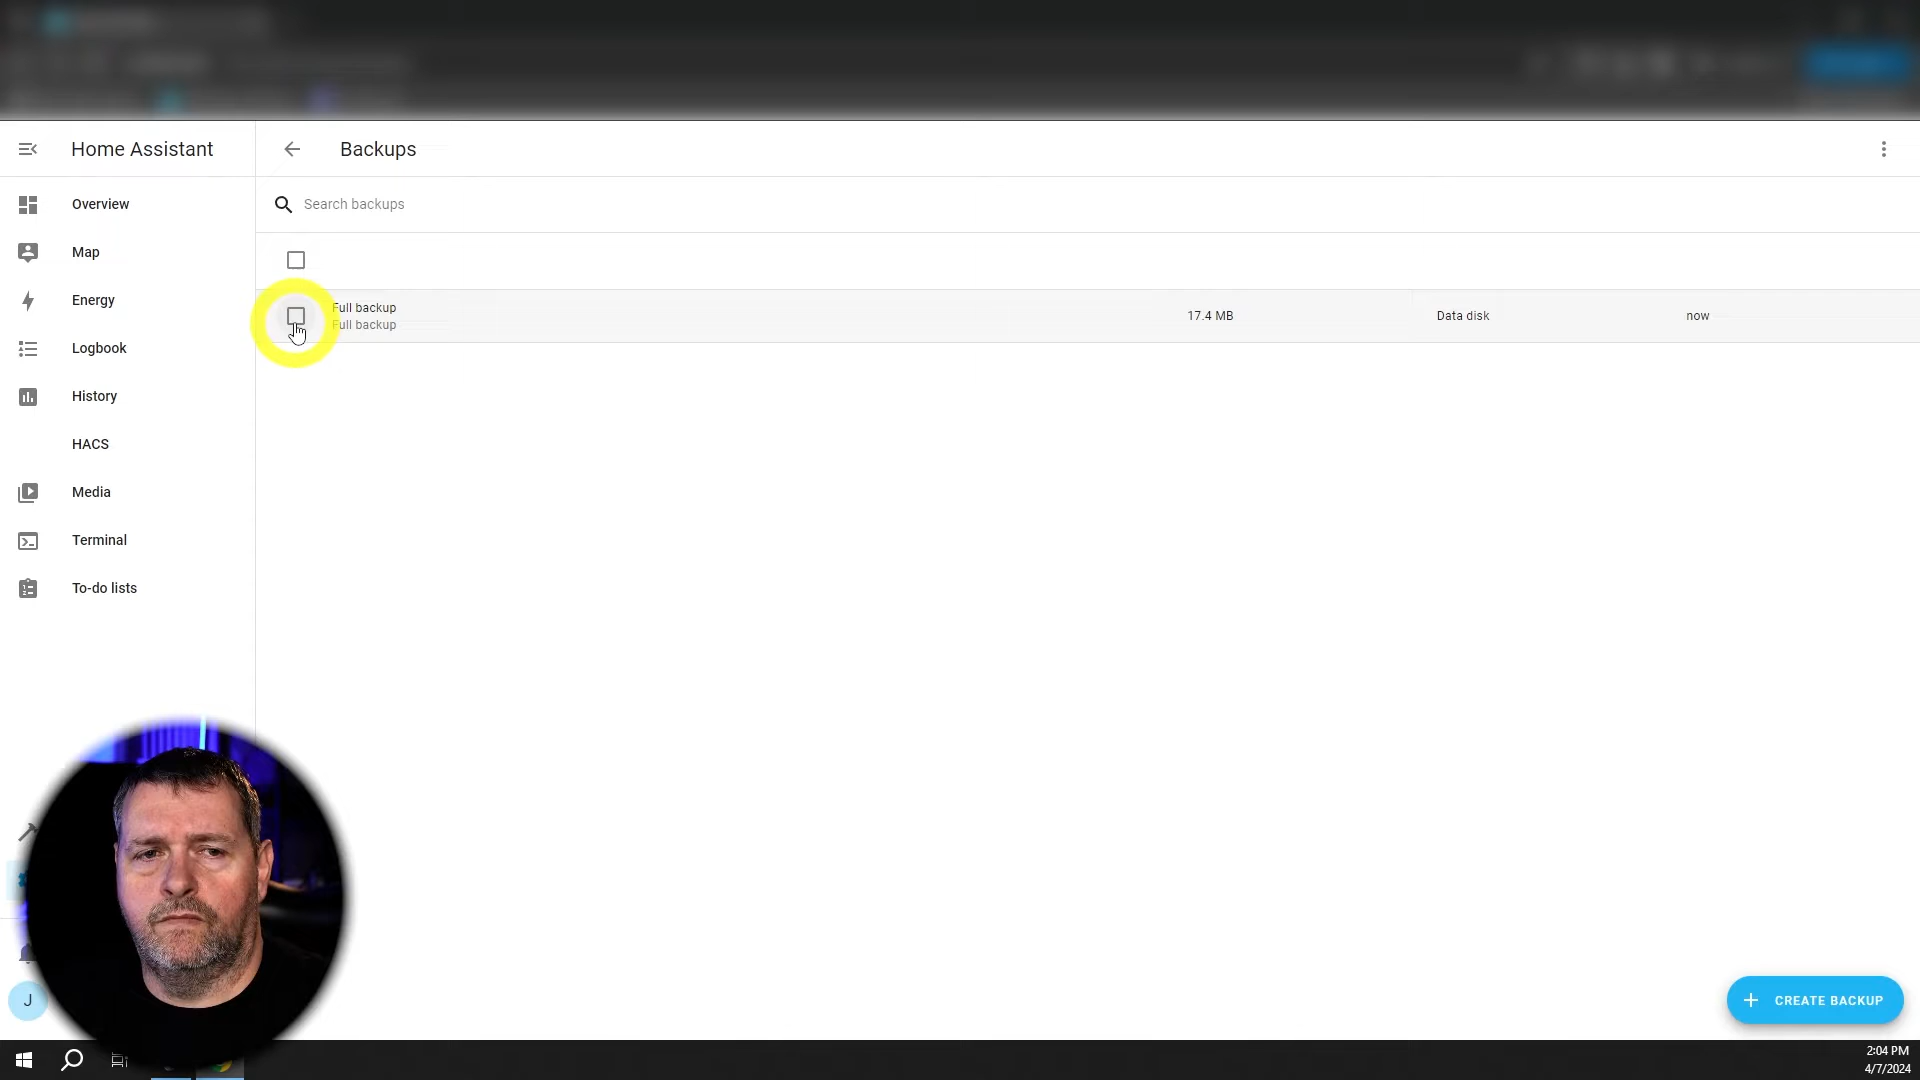 Home Assistant
Backups
Search backups
Overview
Map
Energy
Logbook
History
HACS
Media
Terminal
To-do lists
Full backup
Full backup
17.4 MB
Data disk
now
J
CREATE BACKUP
2:04 PM
4/7/2024